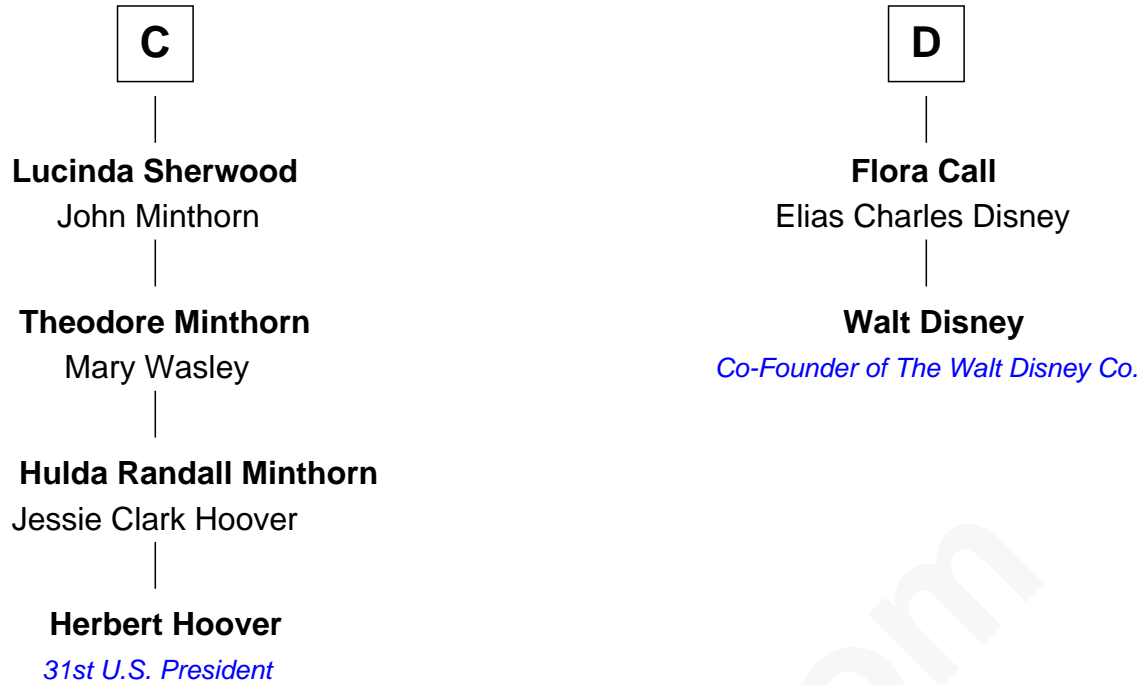 C
Lucinda Sherwood
John Minthorn
Theodore Minthorn
Mary Wasley
Hulda Randall Minthorn
Jessie Clark Hoover
Herbert Hoover
31st U.S. President
D
Flora Call
Elias Charles Disney
Walt Disney
Co-Founder of The Walt Disney Co.
om